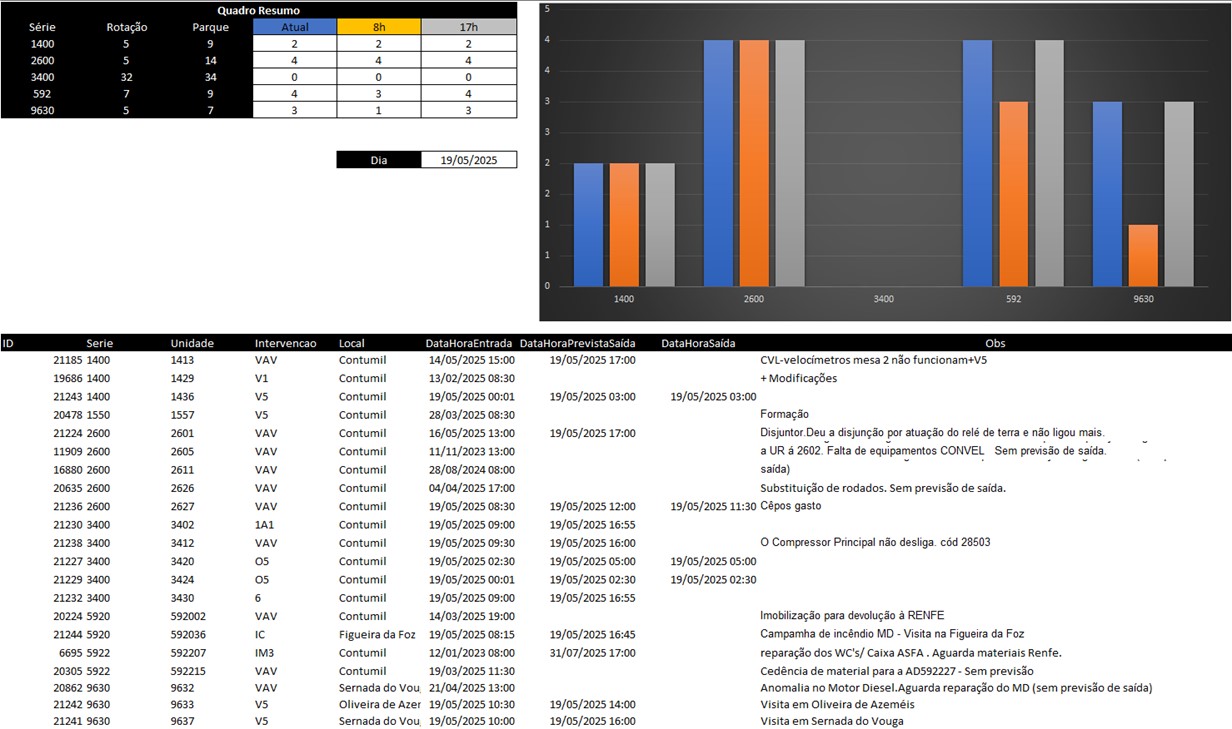 Quadro Resumo
Série Rotação Parque Atual 8h 17h
1400 5 9 2 2 2
2600 5 14 4 4 4
3400 32 34 0 0 0
592 7 9 4 3 4
9630 5 7 3 1 3
Dia 19/05/2025
5
4
4
3
3
2
2
1
1
0
1400 2600 3400 592 9630
ID Serie Unidade Intervencao Local DataHoraEntrada DataHoraPrevistaSaída DataHoraSaída Obs
21185 1400 1413 VAV Contumil 14/05/2025 15:00 19/05/2025 17:00 CVL-velocímetros mesa 2 não funcionam+V5
19686 1400 1429 V1 Contumil 13/02/2025 08:30 + Modificações
21243 1400 1436 V5 Contumil 19/05/2025 00:01 19/05/2025 03:00 19/05/2025 03:00
20478 1550 1557 V5 Contumil 28/03/2025 08:30 Formação
21224 2600 2601 VAV Contumil 16/05/2025 13:00 19/05/2025 17:00 Disjuntor.Deu a disjunção por atuação do relé de terra e não ligou mais.
11909 2600 2605 VAV Contumil 11/11/2023 13:00 a UR á 2602. Falta de equipamentos CONVEL Sem previsão de saída.
16880 2600 2611 VAV Contumil 28/08/2024 08:00 saída)
20635 2600 2626 VAV Contumil 04/04/2025 17:00 Substituição de rodados. Sem previsão de saída.
21236 2600 2627 VAV Contumil 19/05/2025 08:30 19/05/2025 12:00 19/05/2025 11:30 Cêpos gasto
21230 3400 3402 1A1 Contumil 19/05/2025 09:00 19/05/2025 16:55
21238 3400 3412 VAV Contumil 19/05/2025 09:30 19/05/2025 16:00 O Compressor Principal não desliga. cód 28503
21227 3400 3420 O5 Contumil 19/05/2025 02:30 19/05/2025 05:00 19/05/2025 05:00
21229 3400 3424 O5 Contumil 19/05/2025 00:01 19/05/2025 02:30 19/05/2025 02:30
21232 3400 3430 6 Contumil 19/05/2025 09:00 19/05/2025 16:55
20224 5920 592002 VAV Contumil 14/03/2025 19:00 Imobilização para devolução à RENFE
21244 5920 592036 IC Figueira da Foz 19/05/2025 08:15 19/05/2025 16:45 Campamha de incêndio MD - Visita na Figueira da Foz
6695 5922 592207 IM3 Contumil 12/01/2023 08:00 31/07/2025 17:00 reparação dos WC's/ Caixa ASFA . Aguarda materiais Renfe.
20305 5922 592215 VAV Contumil 19/03/2025 11:30 Cedência de material para a AD592227 - Sem previsão
20862 9630 9632 VAV Sernada do Vou 21/04/2025 13:00 Anomalia no Motor Diesel.Aguarda reparação do MD (sem previsão de saída)
21242 9630 9633 V5 Oliveira de Azer 19/05/2025 10:30 19/05/2025 14:00 Visita em Oliveira de Azeméis
21241 9630 9637 V5 Sernada do Vou 19/05/2025 10:00 19/05/2025 16:00 Visita em Sernada do Vouga